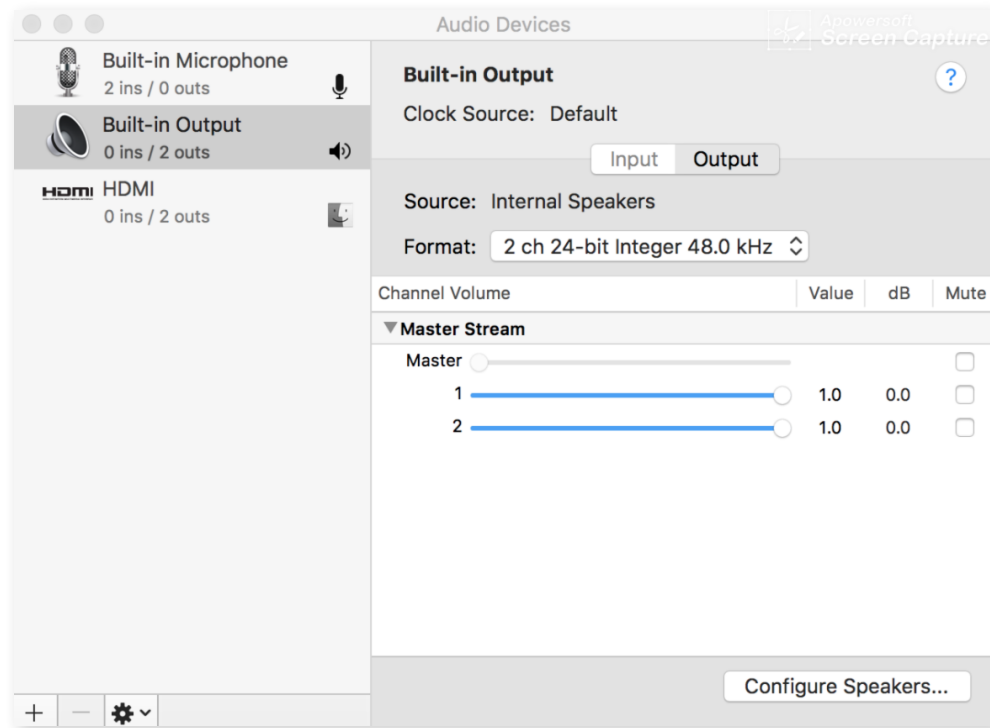 Audio Devices
Apowersoft
Screen Capture
Built-in Microphone
2 ins / 0 outs
Built-in Output
0 ins / 2 outs
HDMI HDMI
0 ins / 2 outs
Built-in Output
?
Clock Source: Default
Input Output
Source: Internal Speakers
Format: 2 ch 24-bit Integer 48.0 kHz
Channel Volume Value dB Mute
Master Stream
Master
1 1.0 0.0
2 1.0 0.0
Configure Speakers...